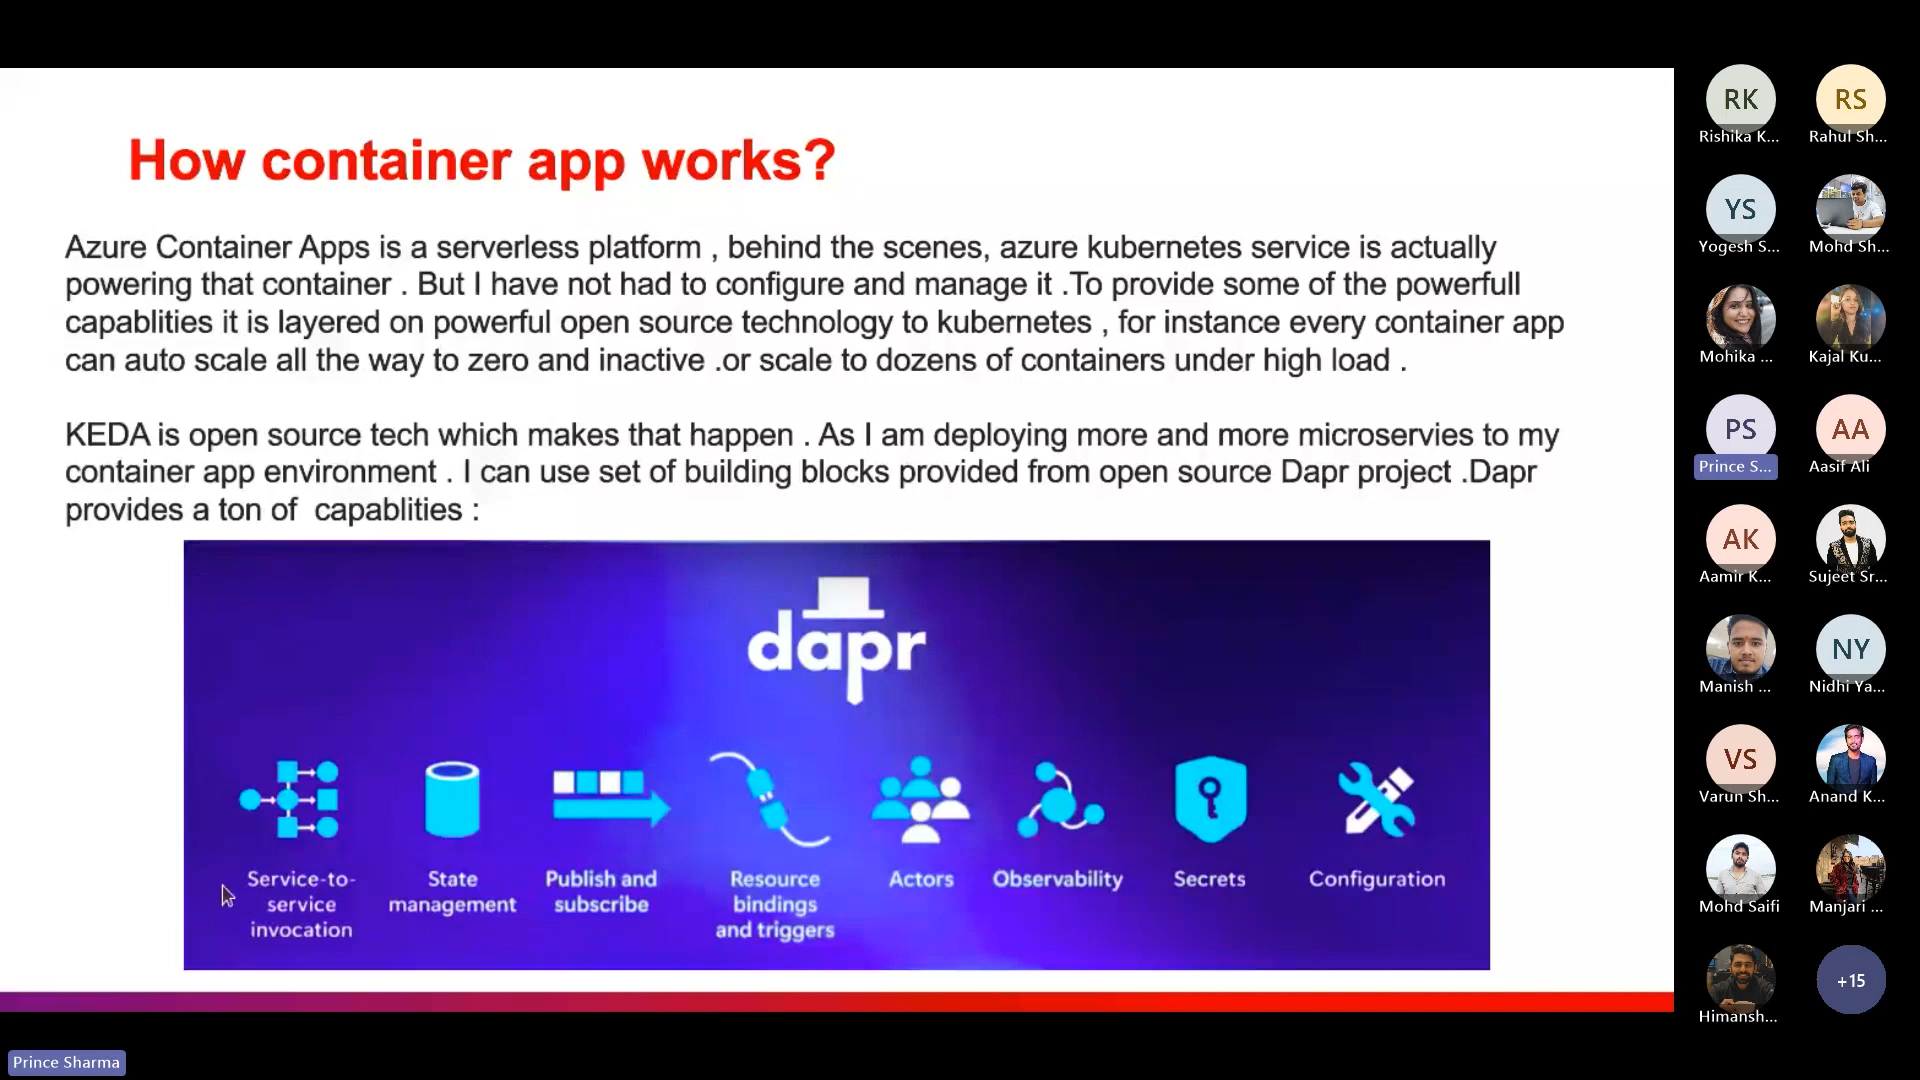 How container app works?
Azure Container Apps is a serverless platform , behind the scenes, azure kubernetes service is actually
powering that container . But I have not had to configure and manage it .To provide some of the powerfull
capablities it is layered on powerful open source technology to kubernetes , for instance every container app
can auto scale all the way to zero and inactive .or scale to dozens of containers under high load .
KEDA is open source tech which makes that happen . As I am deploying more and more microservies to my
container app environment . I can use set of building blocks provided from open source Dapr project .Dapr
provides a ton of capablities :
dapr
Service-to-
service
invocation
State
management
Publish and
subscribe
Resource
bindings
and triggers
Actors
Observability
Secrets
Configuration
RK
Rishika K...
RS
Rahul Sh...
YS
Yogesh S...
Mohd Sh...
Mohika ...
Kajal Ku...
PS
Prince S...
AA
Aasif Ali
AK
Aamir K...
Sujeet Sr...
Manish ...
NY
Nidhi Ya...
VS
Varun Sh...
Anand K...
Mohd Saifi
Manjari ...
Himansh...
+15
Prince Sharma